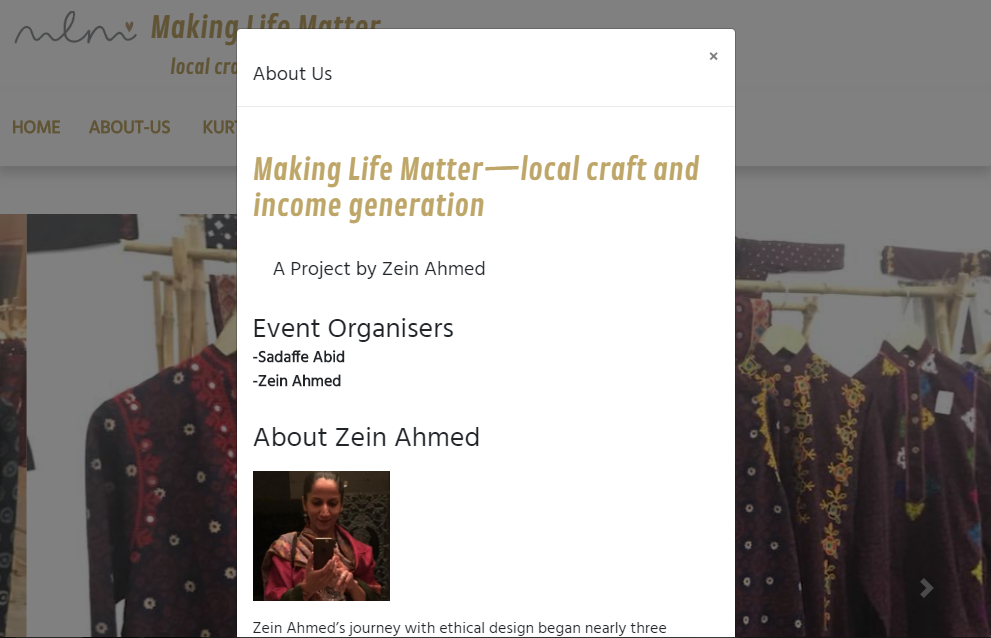 mlm
Making Life Matter
local cra
HOME ABOUT-US KURT
About Us
×
Making Life Matter—local craft and
income generation
A Project by Zein Ahmed
Event Organisers
-Sadaffe Abid
-Zein Ahmed
About Zein Ahmed
Zein Ahmed’s journey with ethical design began nearly three